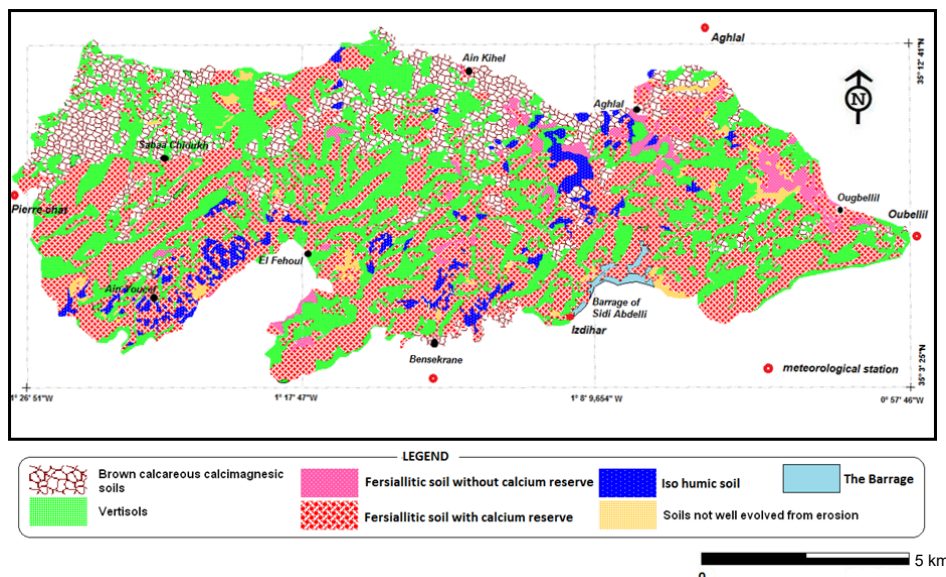 Aghlal
35°12'41"N
Ain Kihel
Aghlal
N
Sabaa Chioukh
Pierre chat
Ougbellil
Oubellil
El Fehoul
Ain Youcef
Barrage of
Sidi Abdelli
Izdihar
Bensekrane
meteorological station
35°3'25"N
1° 26' 51"W
1° 17'47"W
1° 8'9,654" W
0° 57' 46"W
LEGEND
Brown calcareous calcimagnesic
soils
Vertisols
Fersiallitic soil without calcium reserve
Fersiallitic soil with calcium reserve
Iso humic soil
Soils not well evolved from erosion
The Barrage
5 km
0